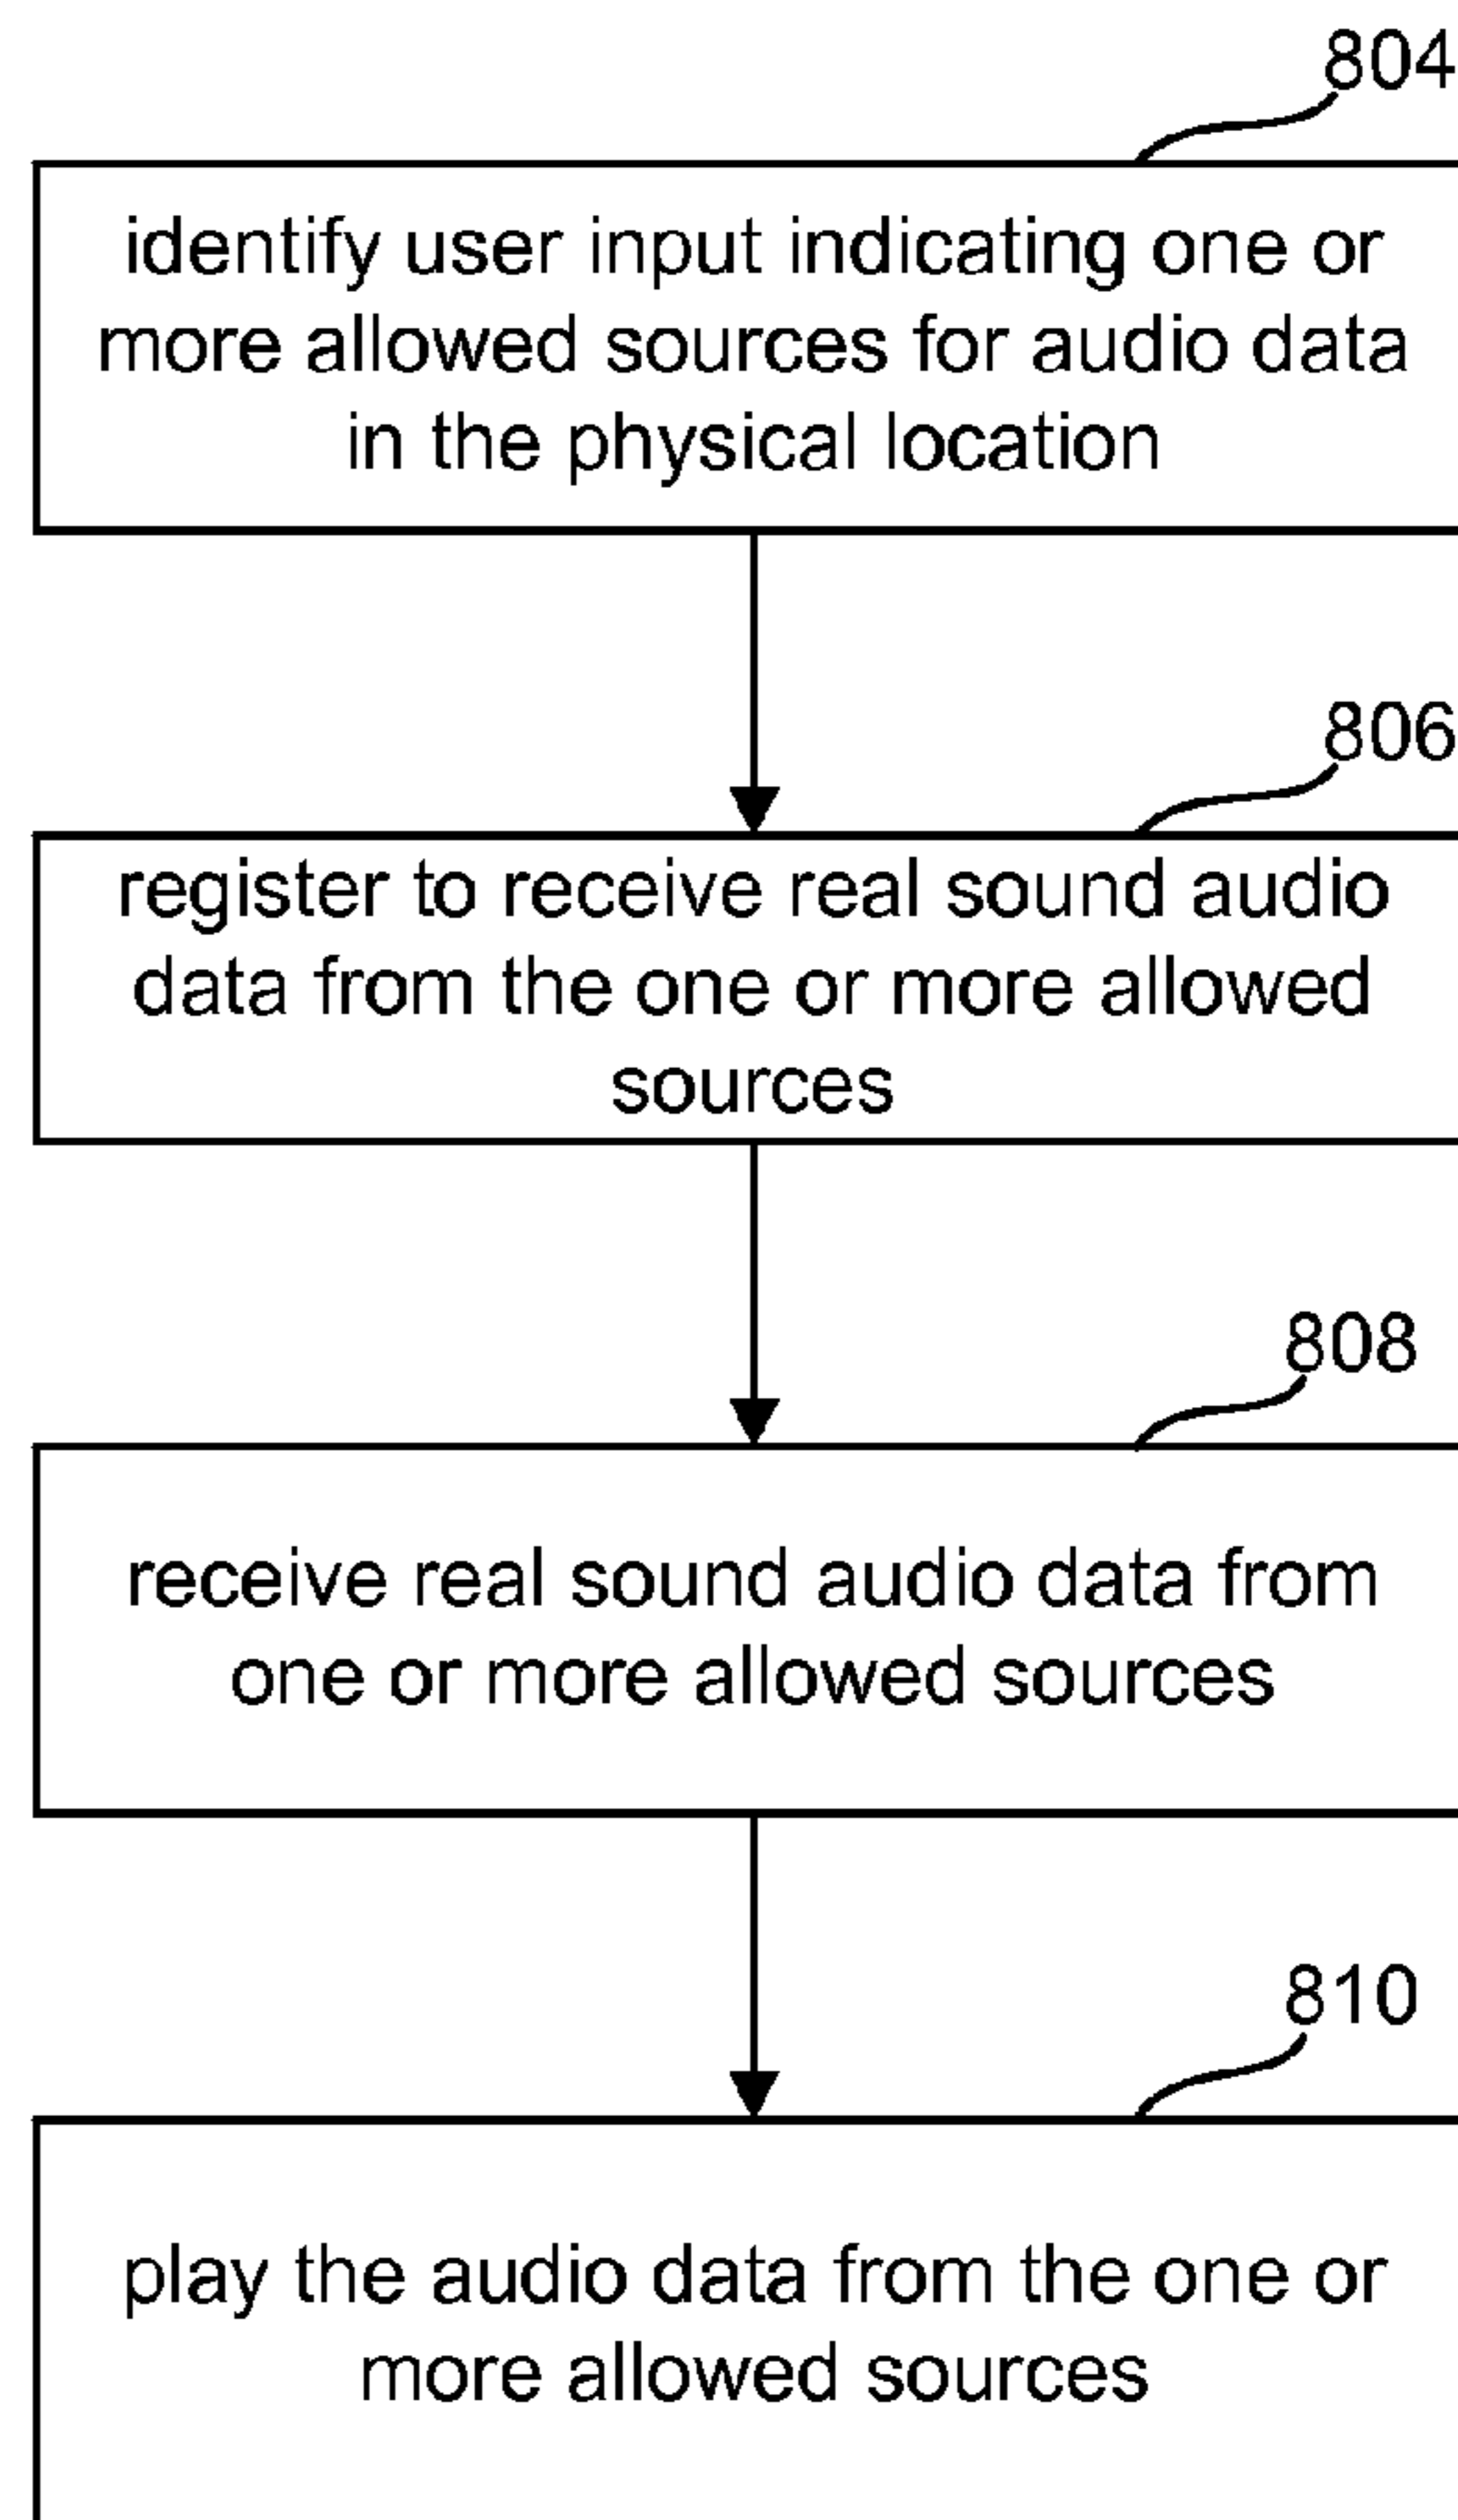 804
identify user input indicating one or
more allowed sources for audio data
in the physical location
806
register to receive real sound audio
data from the one or more allowed
sources
808
receive real sound audio data from
one or more allowed sources
810
play the audio data from the one or
more allowed sources